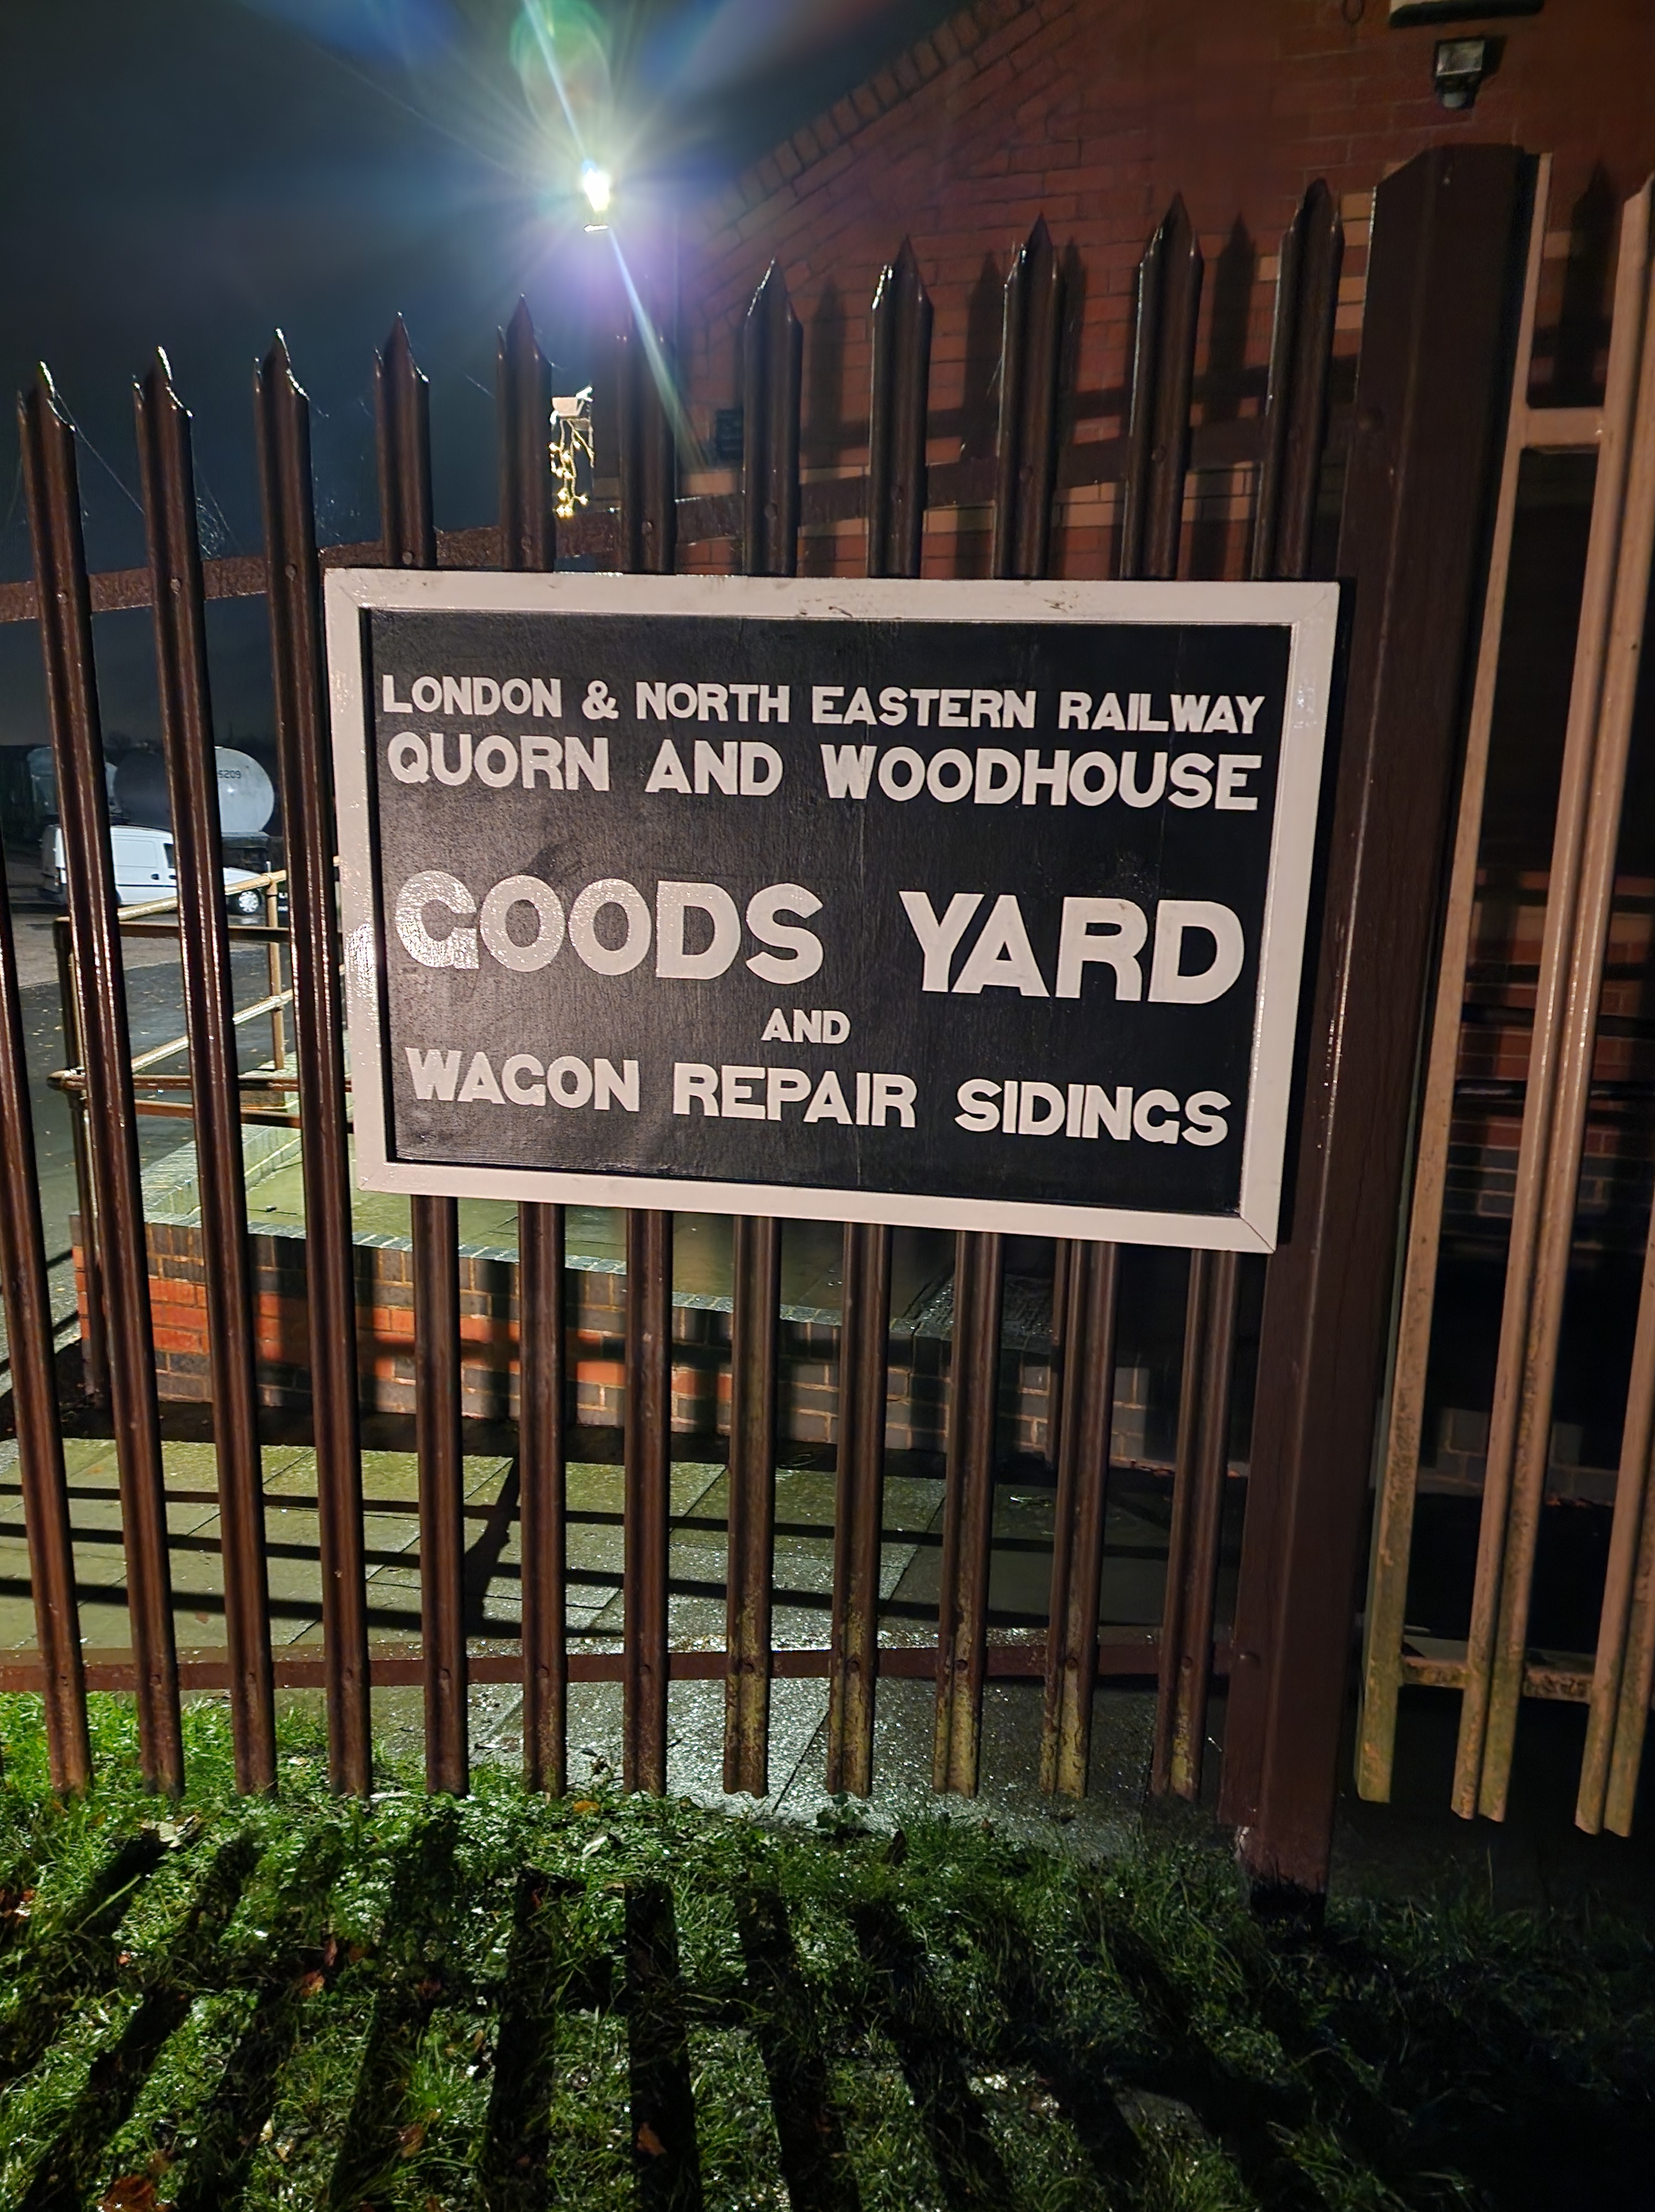 LONDON & NORTH EASTERN RAILWAY
QUORN AND WOODHOUSE
GOODS YARD
AND
WAGON REPAIR SIDINGS